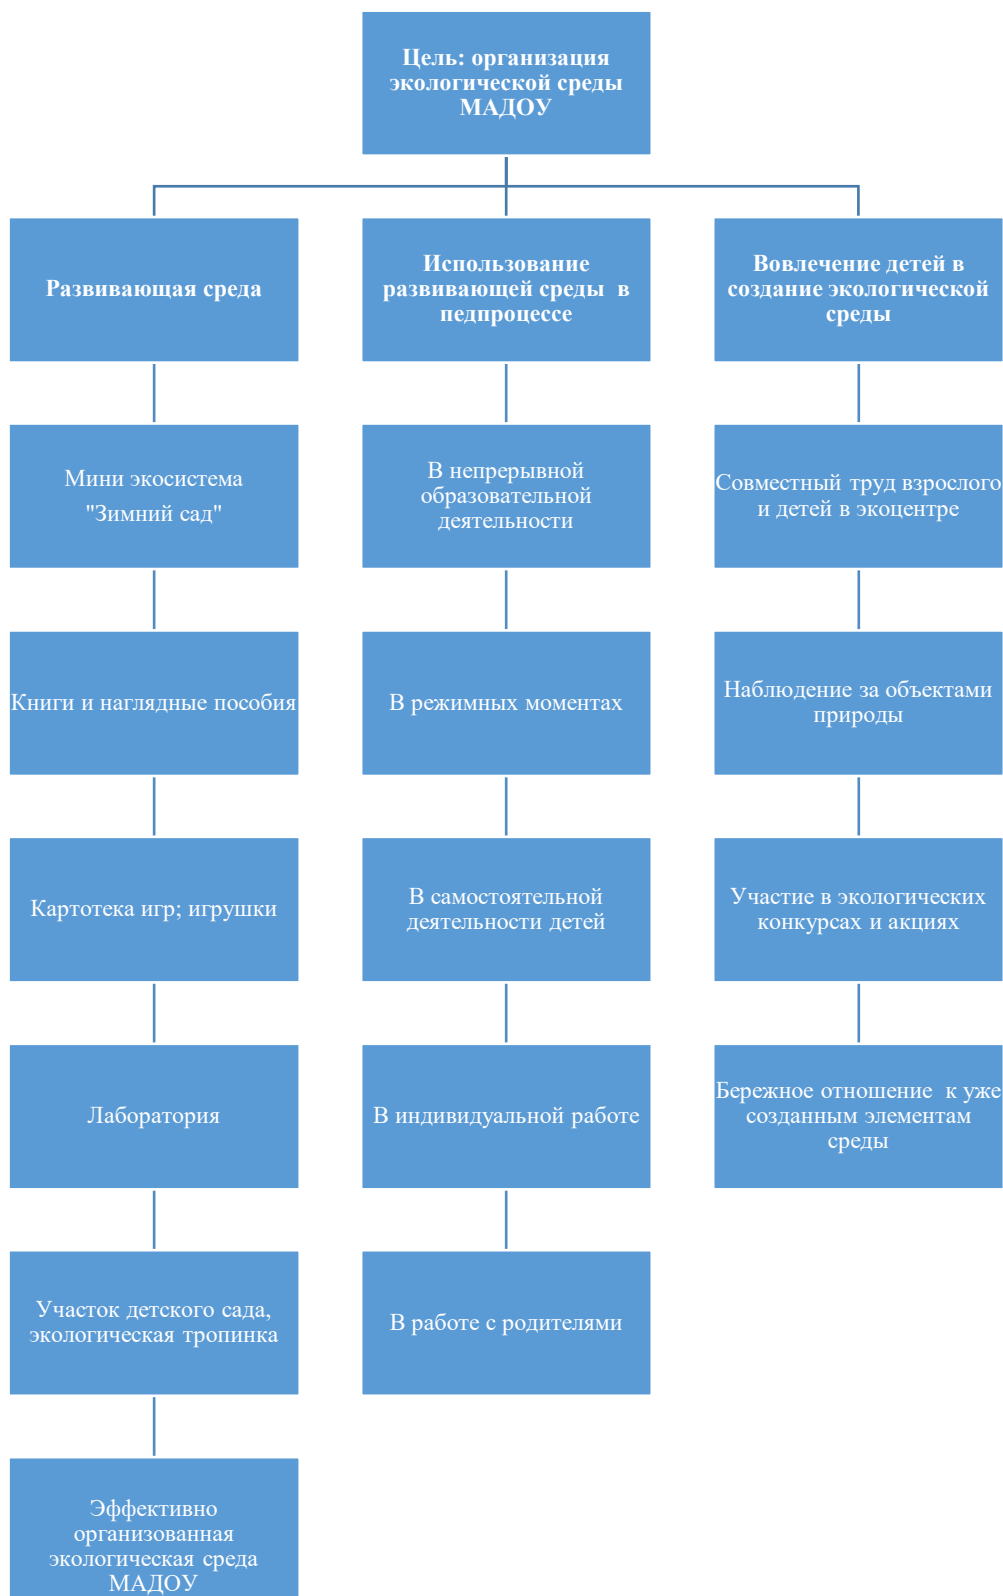 Цель: организация
экологической среды
МАДОУ
Развивающая среда
Использование
развивающей среды  в
педпроцессе
Вовлечение детей в
создание экологической
среды
Мини экосистема
"Зимний сад"
В непрерывной
образовательной
деятельности
Совместный труд взрослого
и детей в экоцентре
Книги и наглядные пособия
В режимных моментах
Наблюдение за объектами
природы
Картотека игр; игрушки
В самостоятельной
деятельности детей
Участие в экологических
конкурсах и акциях
Лаборатория
В индивидуальной работе
Бережное отношение  к уже
созданным элементам
среды
Участок детского сада,
экологическая тропинка
В работе с родителями
Эффективно
организованная
экологическая среда
МАДОУ